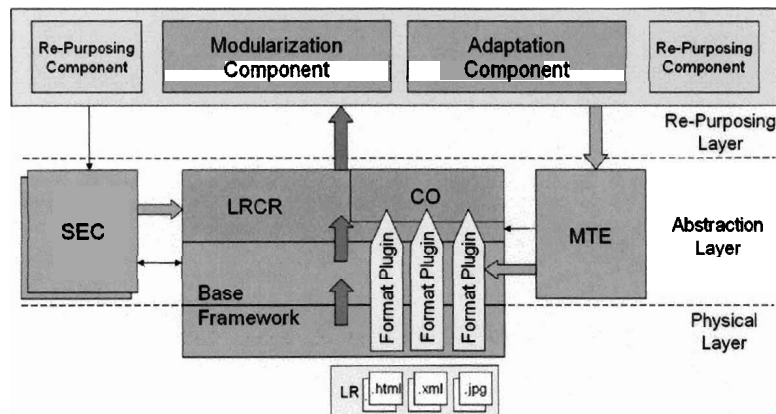 Re-Purposing
Component
Modularization
Component
Adaptation
Component
Re-Purposing
Component
Re-Purposing
Layer
SEC
LRCR
CO
MTE
Abstraction
Layer
Format Plugin
Format Plugin
Format Plugin
Base
Framework
Physical
Layer
LR
.html
.xml
.jpg